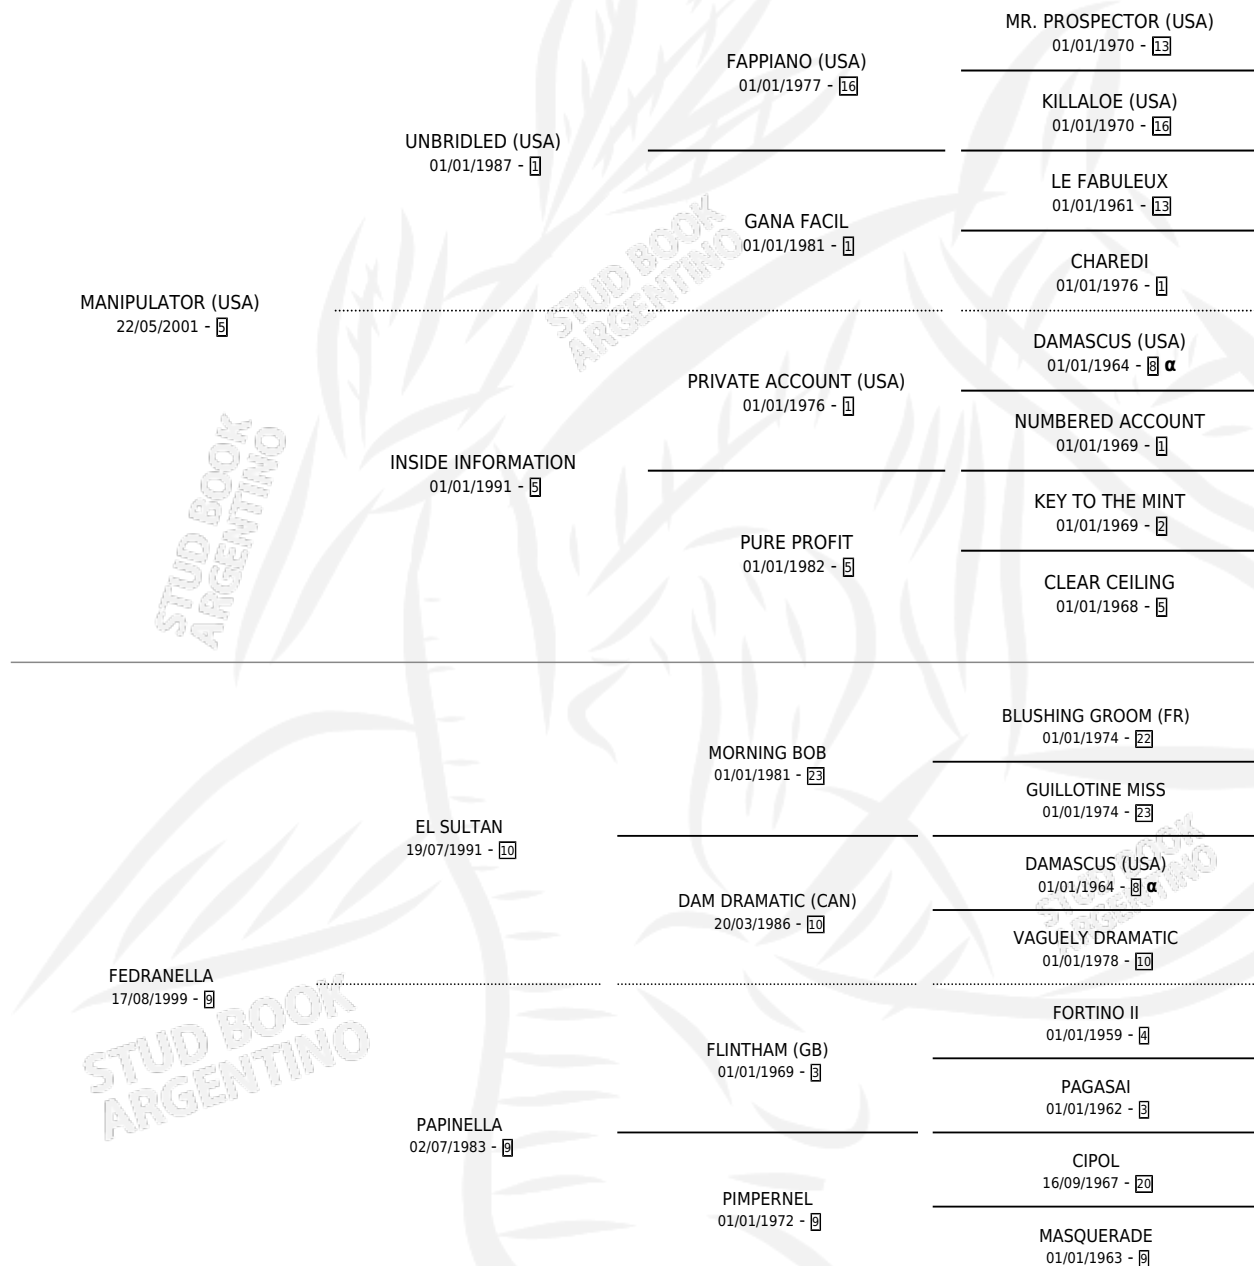 MR. PROSPECTOR (USA)
01/01/1970 - 13
FAPPIANO (USA)
01/01/1977 - 16
KILLALOE (USA)
01/01/1970 - 16
UNBRIDLED (USA)
01/01/1987 - 1
LE FABULEUX
01/01/1961 - 13
GANA FACIL
01/01/1981 - 1
CHAREDI
01/01/1976 - 1
MANIPULATOR (USA)
22/05/2001 - 5
STUD BOOK
ARGENTINO
DAMASCUS (USA)
01/01/1964 - 8 α
PRIVATE ACCOUNT (USA)
01/01/1976 - 1
NUMBERED ACCOUNT
01/01/1969 - 1
INSIDE INFORMATION
01/01/1991 - 5
KEY TO THE MINT
01/01/1969 - 2
PURE PROFIT
01/01/1982 - 5
CLEAR CEILING
01/01/1968 - 5
STUD BOOK
ARGENTINO
BLUSHING GROOM (FR)
01/01/1974 - 22
MORNING BOB
01/01/1981 - 23
GUILLOTINE MISS
01/01/1974 - 23
EL SULTAN
19/07/1991 - 10
DAMASCUS (USA)
01/01/1964 - 8 α
STUD BOOK
ARGENTINO
DAM DRAMATIC (CAN)
20/03/1986 - 10
VAGUELY DRAMATIC
01/01/1978 - 10
FEDRANELLA
17/08/1999 - 9
STUD BOOK
ARGENTINO
FORTINO II
01/01/1959 - 4
FLINTHAM (GB)
01/01/1969 - 3
PAGASAI
01/01/1962 - 3
PAPINELLA
02/07/1983 - 9
CIPOL
16/09/1967 - 20
PIMPERNEL
01/01/1972 - 9
MASQUERADE
01/01/1963 - 9